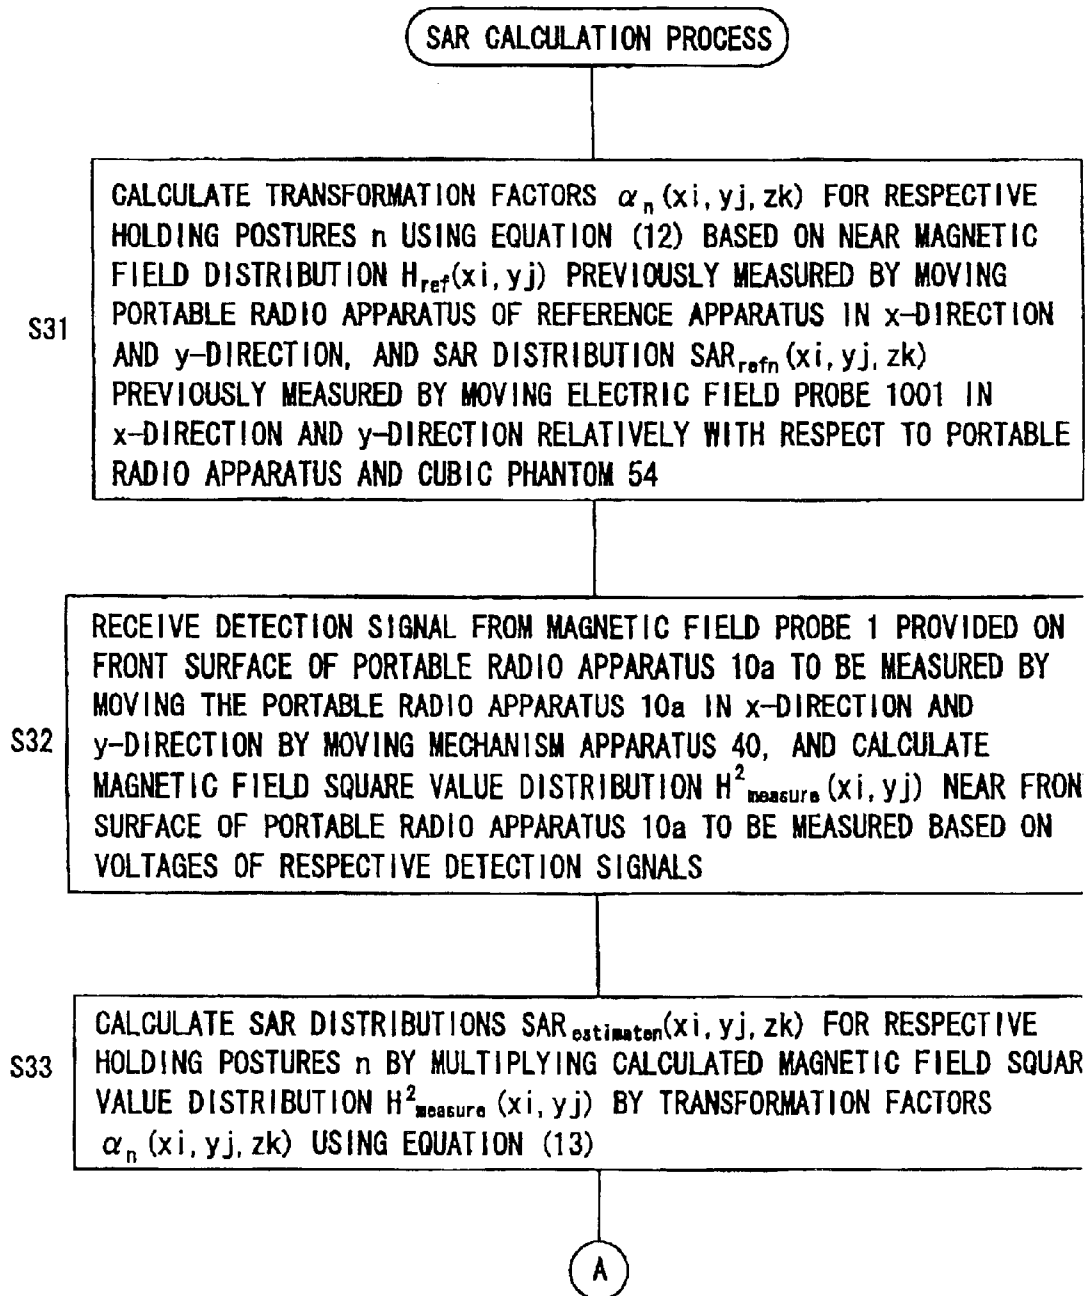 SAR CALCULATION PROCESS
S31
CALCULATE TRANSFORMATION FACTORS αn(xi,yj,zk) FOR RESPECTIVE
HOLDING POSTURES n USING EQUATION (12) BASED ON NEAR MAGNETIC
FIELD DISTRIBUTION Href(xi,yj) PREVIOUSLY MEASURED BY MOVING
PORTABLE RADIO APPARATUS OF REFERENCE APPARATUS IN x-DIRECTION
AND y-DIRECTION, AND SAR DISTRIBUTION SARrefn(xi,yj,zk)
PREVIOUSLY MEASURED BY MOVING ELECTRIC FIELD PROBE 1001 IN
x-DIRECTION AND y-DIRECTION RELATIVELY WITH RESPECT TO PORTABLE
RADIO APPARATUS AND CUBIC PHANTOM 54
S32
RECEIVE DETECTION SIGNAL FROM MAGNETIC FIELD PROBE 1 PROVIDED ON
FRONT SURFACE OF PORTABLE RADIO APPARATUS 10a TO BE MEASURED BY
MOVING THE PORTABLE RADIO APPARATUS 10a IN x-DIRECTION AND
y-DIRECTION BY MOVING MECHANISM APPARATUS 40, AND CALCULATE
MAGNETIC FIELD SQUARE VALUE DISTRIBUTION H²measure(xi,yj) NEAR FRON
SURFACE OF PORTABLE RADIO APPARATUS 10a TO BE MEASURED BASED ON
VOLTAGES OF RESPECTIVE DETECTION SIGNALS
S33
CALCULATE SAR DISTRIBUTIONS SARestimaten(xi,yj,zk) FOR RESPECTIVE
HOLDING POSTURES n BY MULTIPLYING CALCULATED MAGNETIC FIELD SQUAR
VALUE DISTRIBUTION H²measure(xi,yj) BY TRANSFORMATION FACTORS
αn(xi,yj,zk) USING EQUATION (13)
A